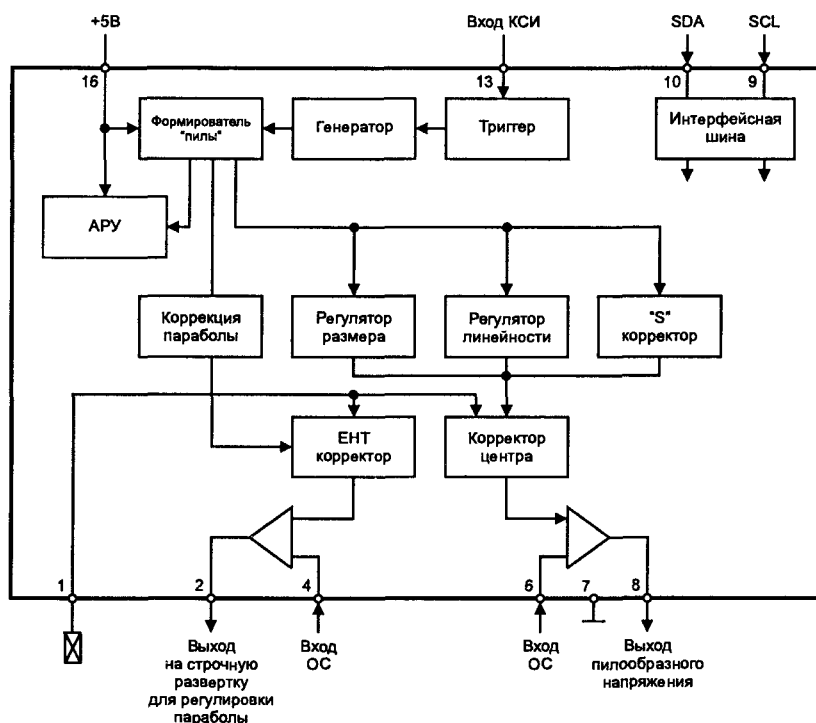 +5В
Вход КСИ
SDA
SCL
16
13
10
9
Формирователь
"пилы"
Генератор
Триггер
Интерфейсная
шина
АРУ
Коррекция
параболы
Регулятор
размера
Регулятор
линейности
"S"
корректор
ЕНТ
корректор
Корректор
центра
1
2
4
6
7
8
Выход
на строчную
развертку
для регулировки
параболы
Вход
ОС
Вход
ОС
Выход
пилообразного
напряжения